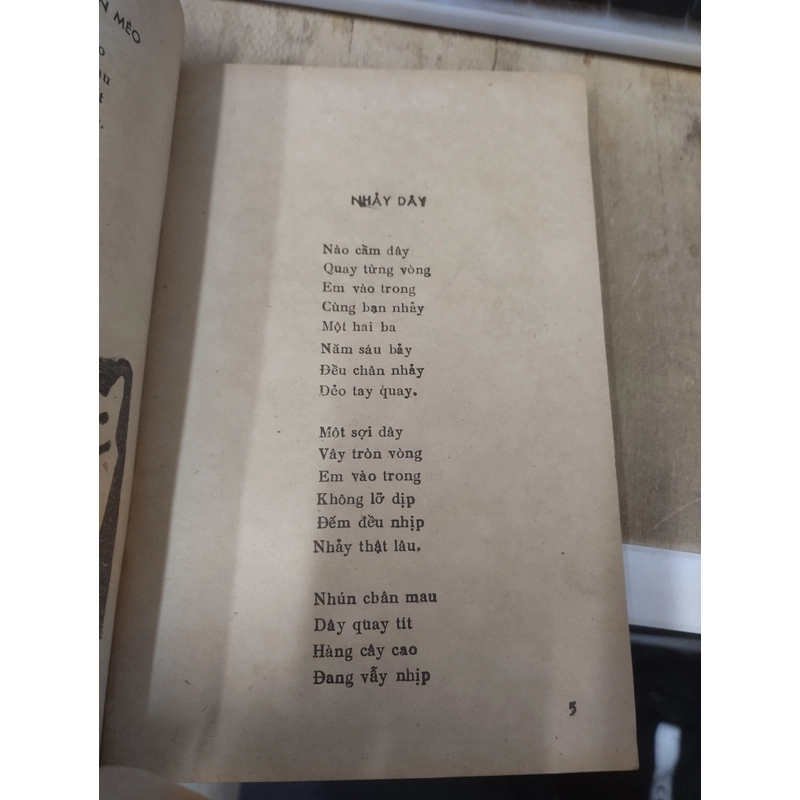 MÈO
NHẢY DÂY
Nào cầm dây
Quay từng vòng
Em vào trong
Cùng bạn nhảy
Một hai ba
Năm sáu bảy
Đều chân nhảy
Dẻo tay quay.
Môt sợi dây
Vây tròn vòng
Em vào trong
Không lỡ dịp
Đếm đều nhịp
Nhảy thật lâu.
Nhún chân mau
Dây quay tít
Hàng cây cao
Đang vẫy nhịp
5